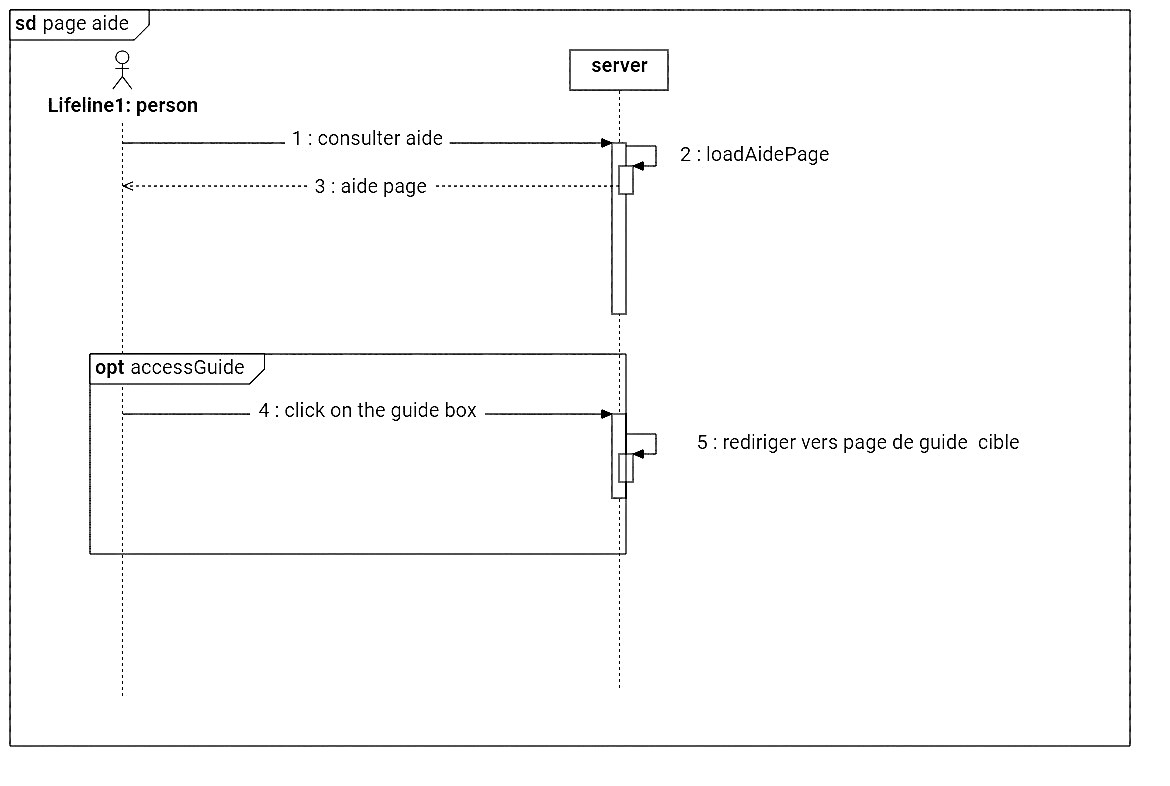 sd page aide
server
Lifeline1: person
1 : consulter aide
2 : loadAidePage
3 : aide page
opt accessGuide
4 : click on the guide box
5 : rediriger vers page de guide  cible